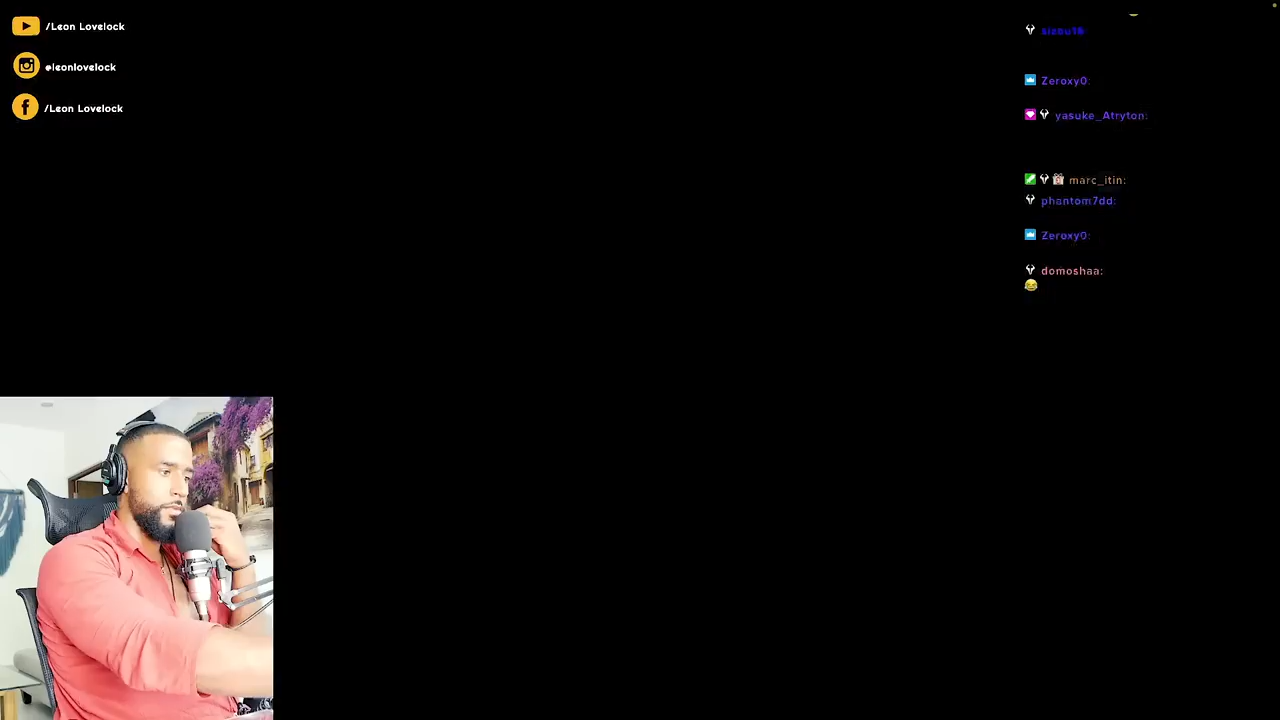 /Leon Lovelock
@leonlovelock
/Leon Lovelock
Zeroxy0:
yasuke_Atryton:
marc_itin:
phantom7dd:
Zeroxy0:
domoshaa: